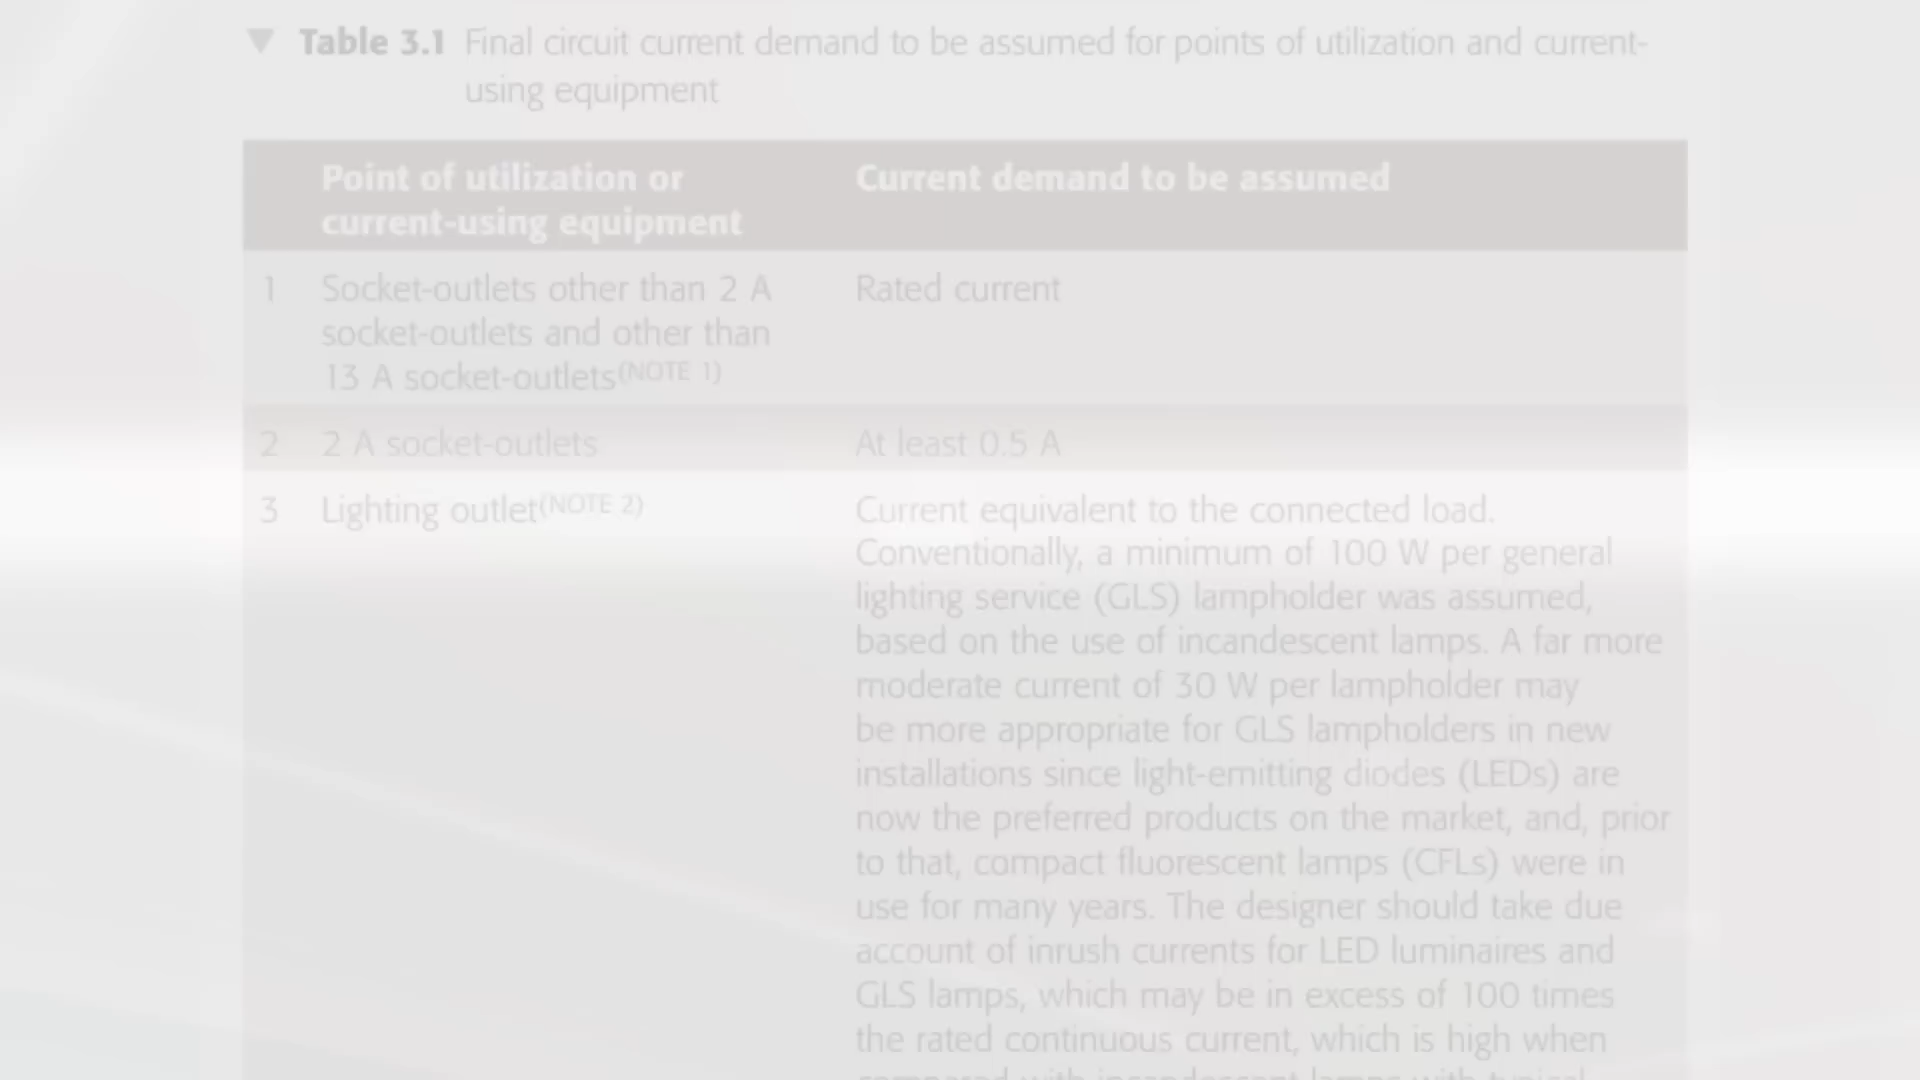 ▼ Table 3.1 Final circuit current demand to be assumed for points of utilization and current-
using equipment
Point of utilization or
current-using equipment
Current demand to be assumed
1 Socket-outlets other than 2 A
socket-outlets and other than
13 A socket-outlets(NOTE 1)
Rated current
2 2 A socket-outlets
At least 0.5 A
3 Lighting outlet(NOTE 2)
Current equivalent to the connected load.
Conventionally, a minimum of 100 W per general
lighting service (GLS) lampholder was assumed,
based on the use of incandescent lamps. A far more
moderate current of 30 W per lampholder may
be more appropriate for GLS lampholders in new
installations since light-emitting diodes (LEDs) are
now the preferred products on the market, and, prior
to that, compact fluorescent lamps (CFLs) were in
use for many years. The designer should take due
account of inrush currents for LED luminaires and
GLS lamps, which may be in excess of 100 times
the rated continuous current, which is high when
compared with incandescent lamps with typical